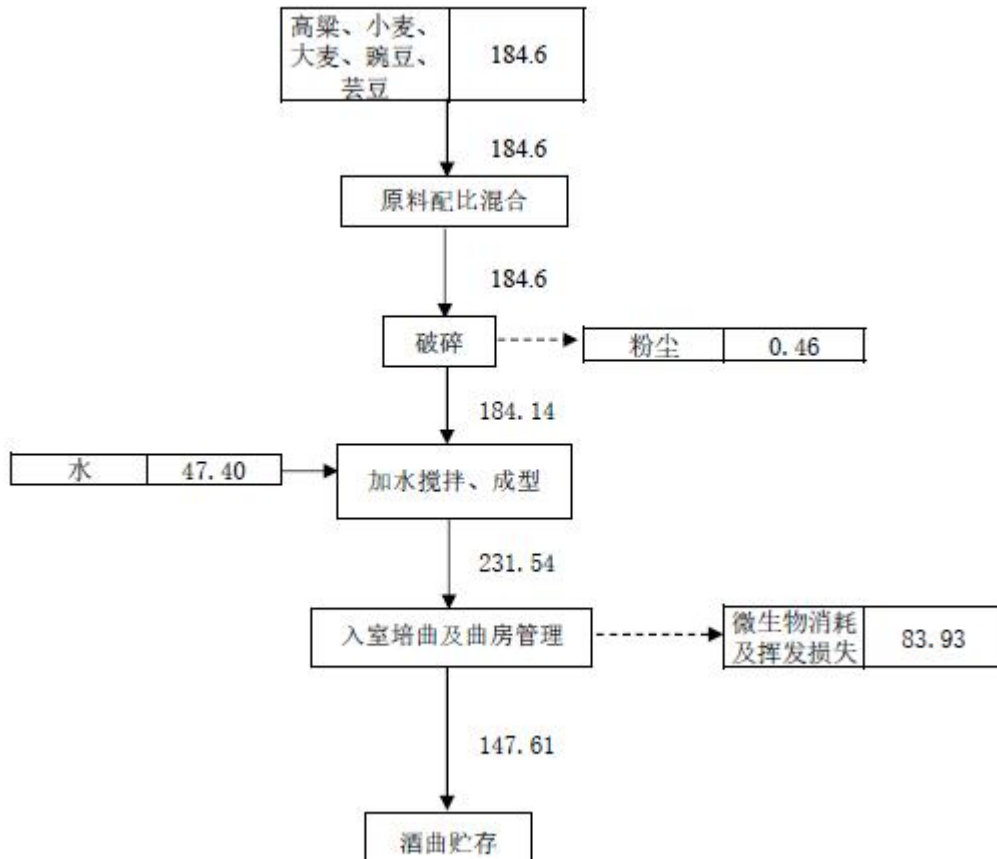 高粱、小麦、
大麦、豌豆、
芸豆
184.6
184.6
原料配比混合
184.6
破碎
粉尘
0.46
184.14
水
47.40
加水搅拌、成型
231.54
入室培曲及曲房管理
微生物消耗
及挥发损失
83.93
147.61
酒曲贮存